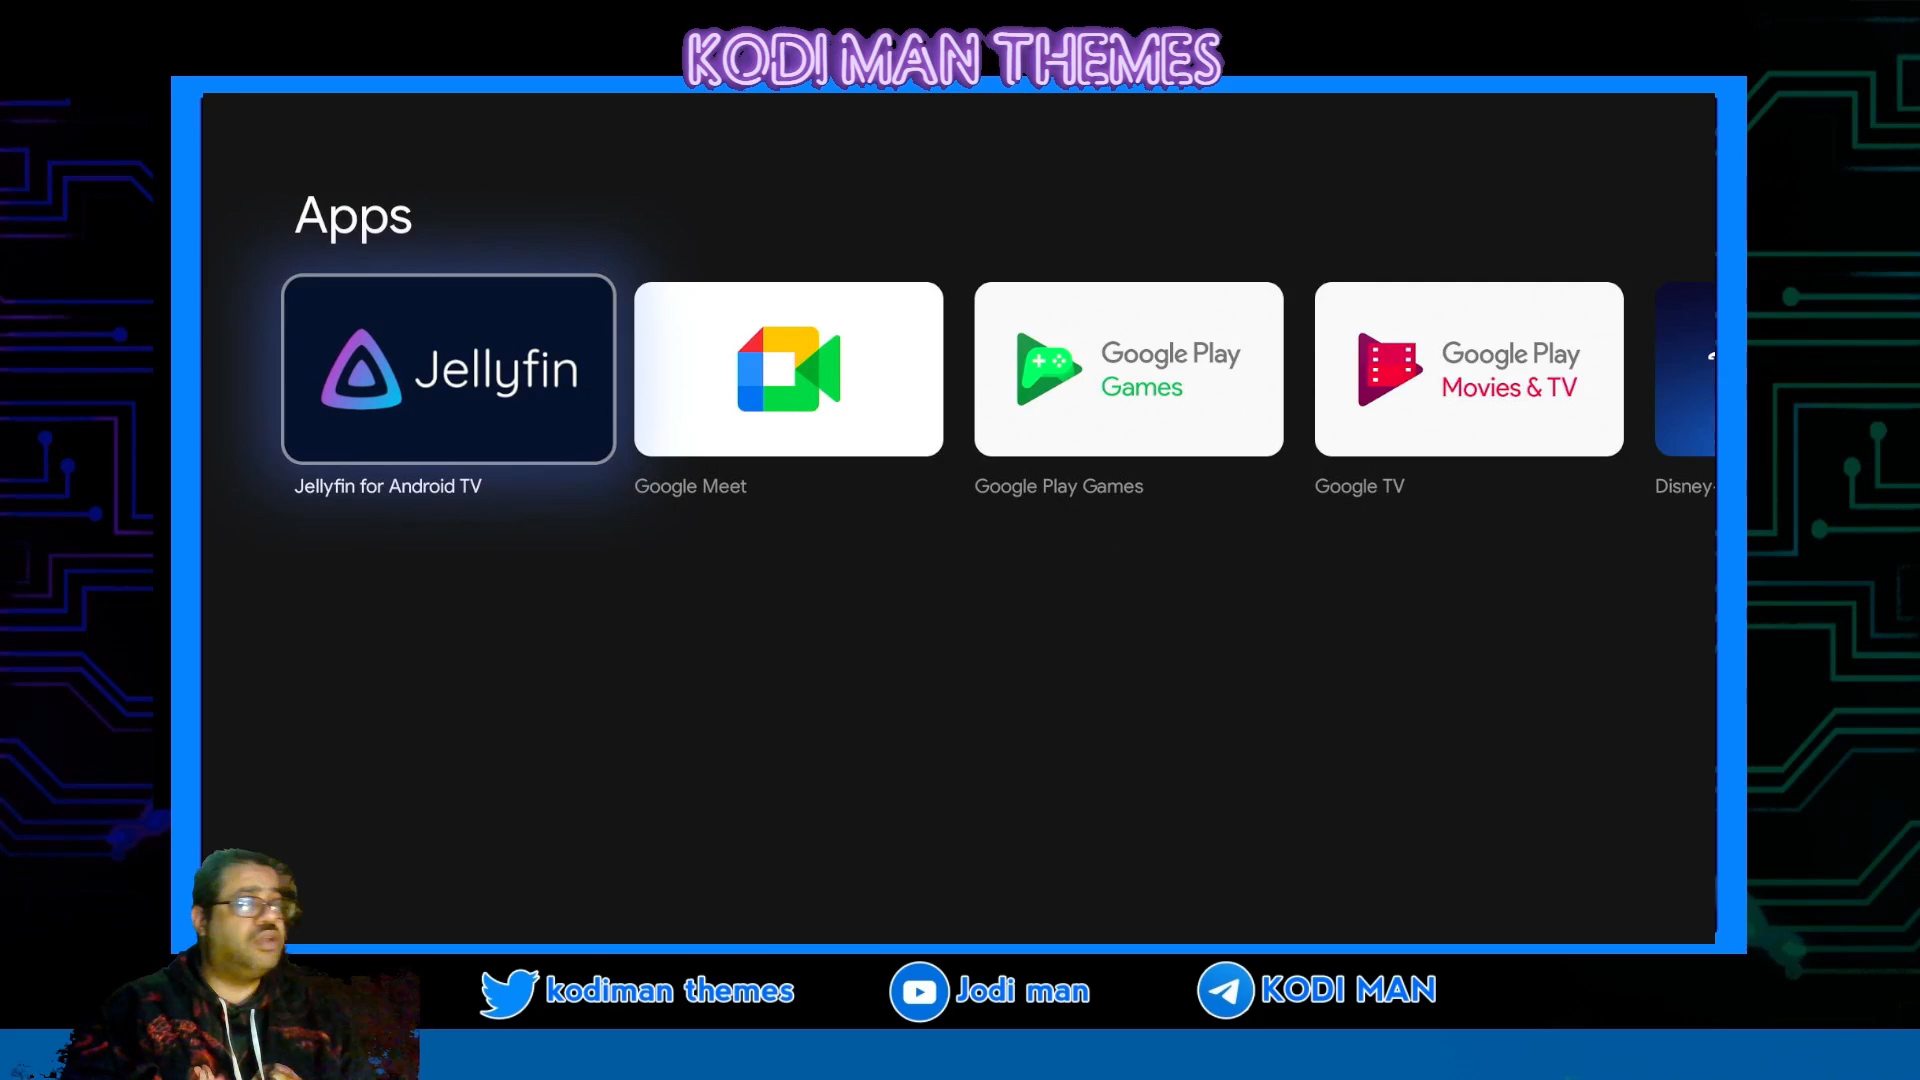 KODI MAN THEMES
Apps
Jellyfin
Google Play
Games
Google Play
Movies & TV
Jellyfin for Android TV
Google Meet
Google Play Games
Google TV
Disney
kodiman themes
Jodi man
KODI MAN